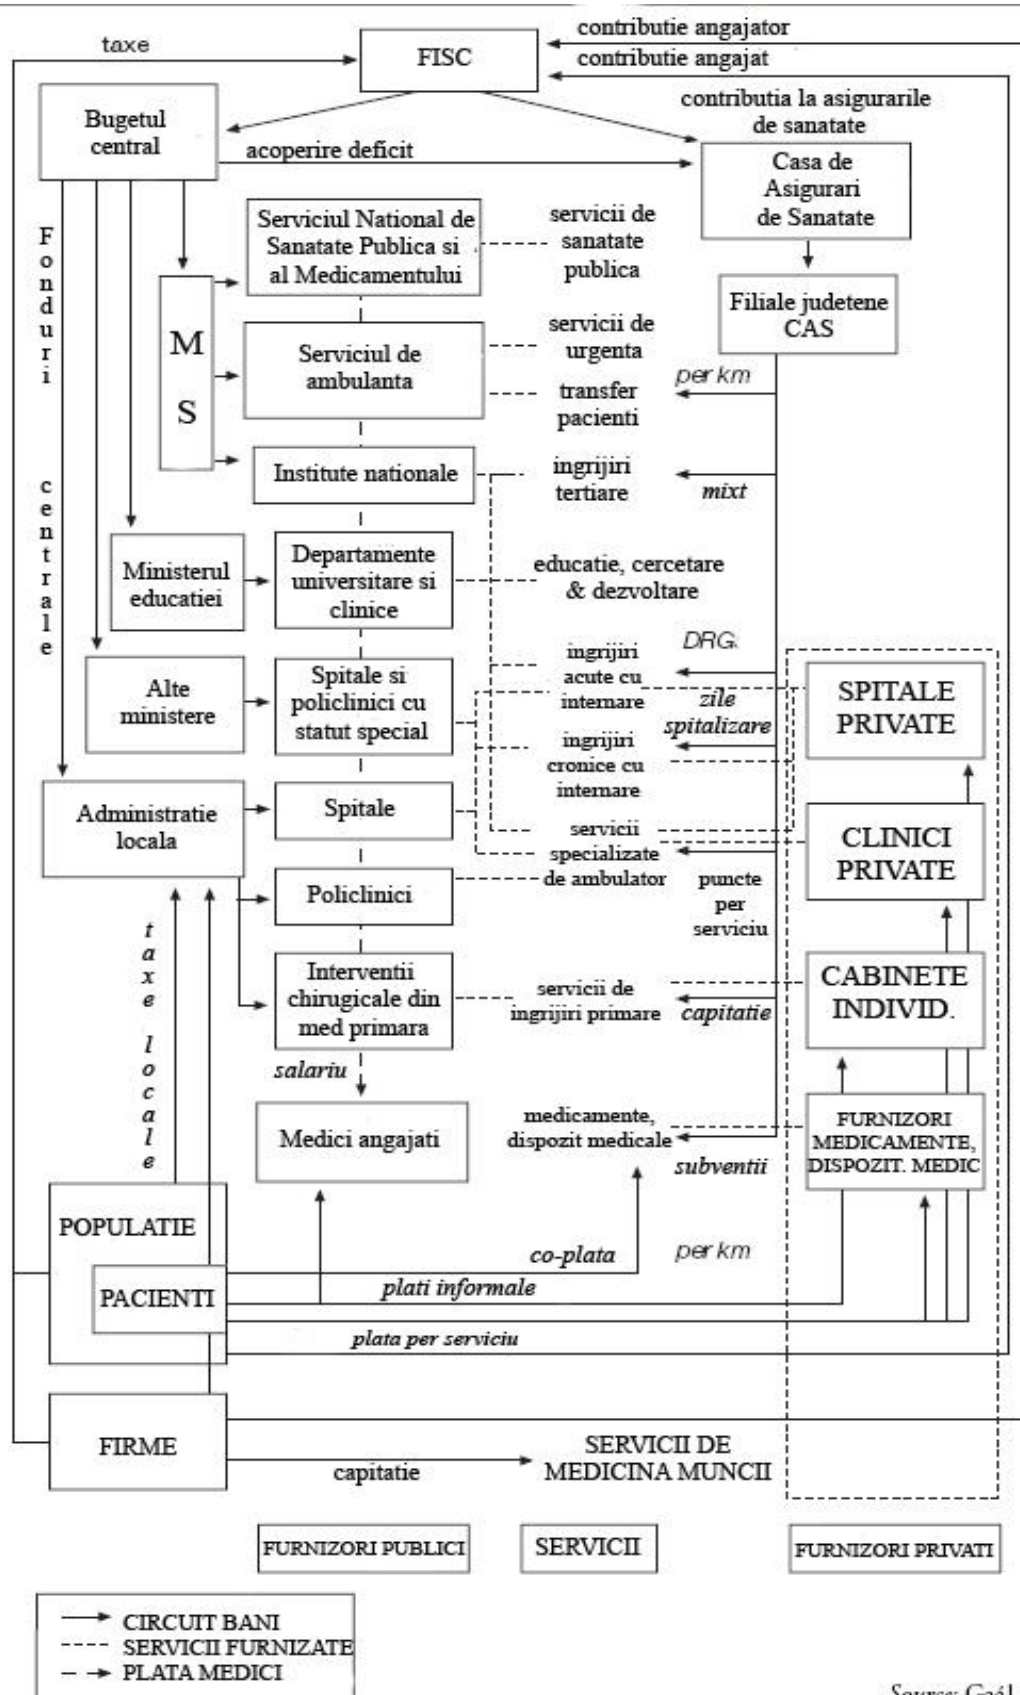 contributie angajator
taxe
FISC
contributie angajat
contributia la asigurarile
de sanatate
Bugetul
central
acoperire deficit
Casa de
Asigurari
de Sanatate
Fonduri centrale
Serviciul National de
Sanatate Publica si
al Medicamentului
servicii de
sanatate
publica
Filiale judetene
CAS
M
S
Serviciul de
ambulanta
servicii de
urgenta
transfer
pacienti
per km
Institute nationale
ingrijiri
tertiare
mixt
Ministerul
educatiei
Departamente
universitare si
clinice
educatie, cercetare
& dezvoltare
Alte
ministere
Spitale si
policlinici cu
statut special
ingrijiri
acute cu
internare
DRG.
zile
spitalizare
ingrijiri
cronice cu
internare
SPITALE
PRIVATE
Administratie
locala
Spitale
servicii
specializate
de ambulator
CLINICI
PRIVATE
Policlinici
puncte
per
serviciu
taxe locale
Interventii
chirugicale din
med primara
servicii de
ingrijiri primare
capitatie
CABINETE
INDIVID.
salariu
Medici angajati
medicamente,
dispozit medicale
subventii
FURNIZORI
MEDICAMENTE,
DISPOZIT. MEDIC
POPULATIE
PACIENTI
co-plata
per km
plati informale
plata per serviciu
FIRME
capitatie
SERVICII DE
MEDICINA MUNCII
FURNIZORI PUBLICI
SERVICII
FURNIZORI PRIVATI
CIRCUIT BANI
SERVICII FURNIZATE
PLATA MEDICI
Source: Gaál